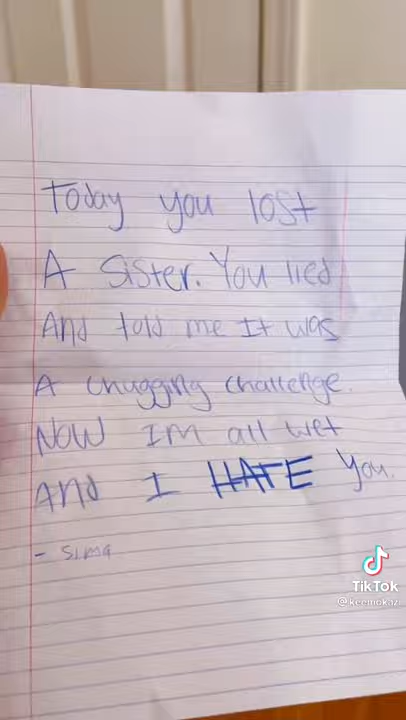 Today you lost
A sister. You lied
And told me It was
A chugging challenge.
NOW IM all wet
And I HATE you.
- sima
TikTok
@keemokazi